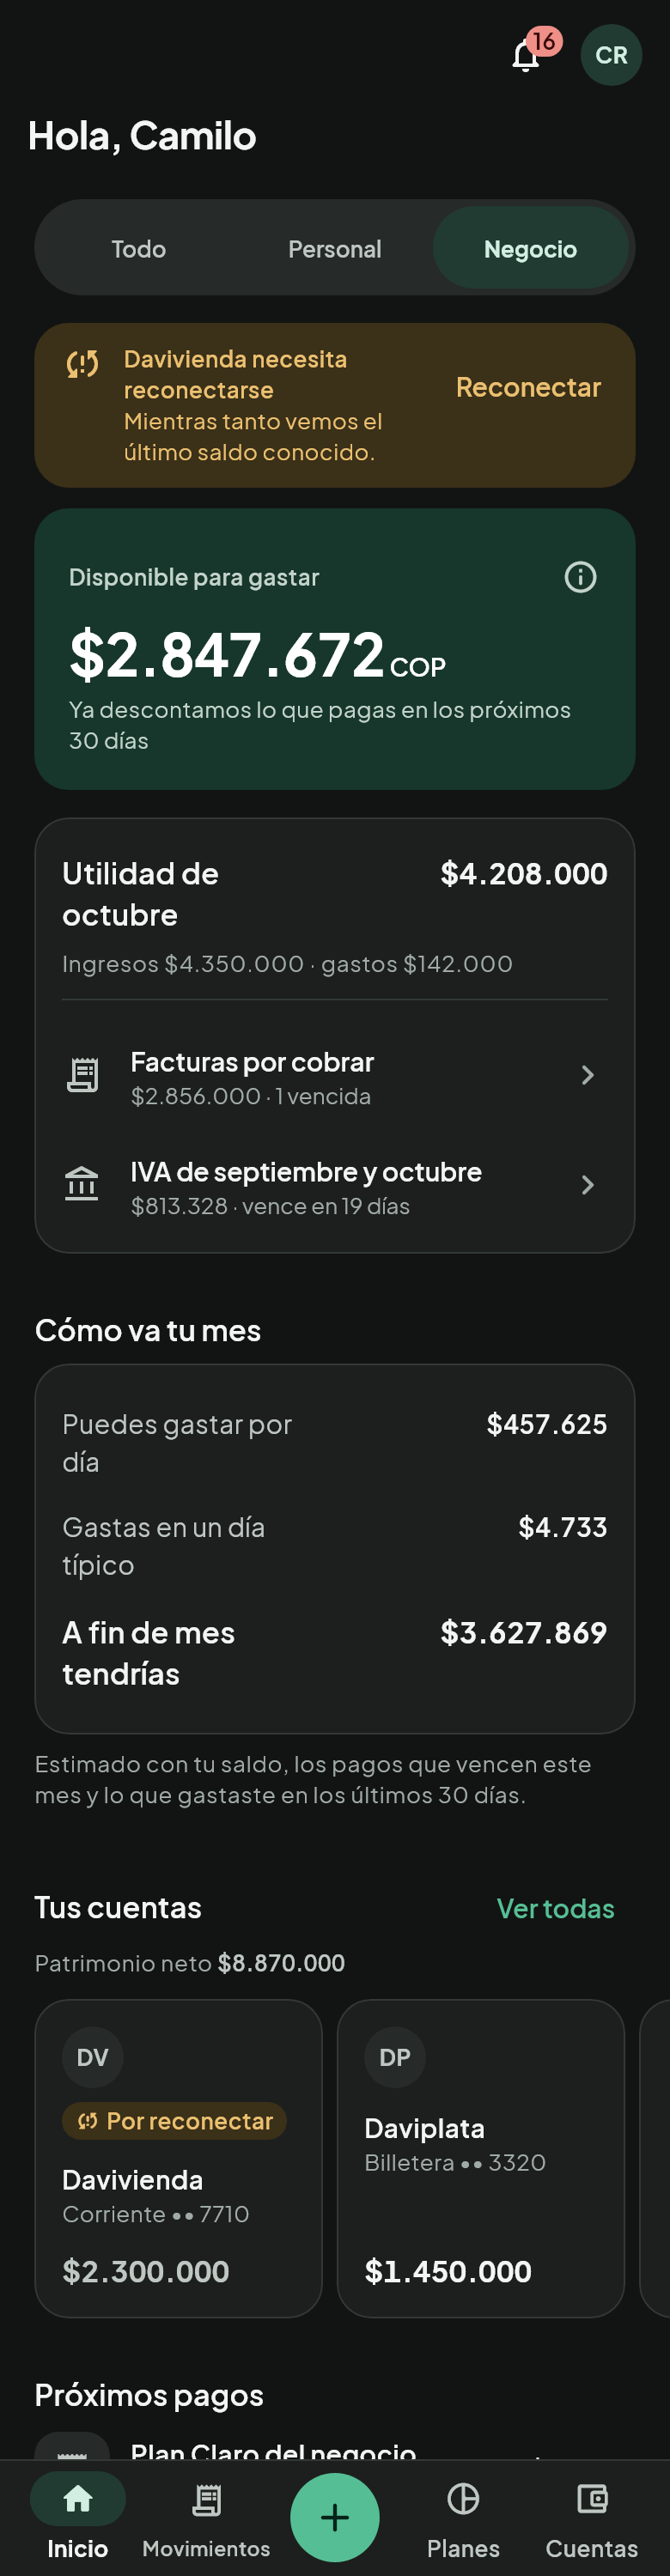 16
CR
Hola, Camilo
Todo
Personal
Negocio
Davivienda necesita
reconectarse
Mientras tanto vemos el
último saldo conocido.
Reconectar
Disponible para gastar
$2.847.672 COP
Ya descontamos lo que pagas en los próximos
30 días
Utilidad de
octubre
$4.208.000
Ingresos $4.350.000 · gastos $142.000
Facturas por cobrar
$2.856.000 · 1 vencida
IVA de septiembre y octubre
$813.328 · vence en 19 días
Cómo va tu mes
Puedes gastar por
día
$457.625
Gastas en un día
típico
$4.733
A fin de mes
tendrías
$3.627.869
Estimado con tu saldo, los pagos que vencen este
mes y lo que gastaste en los últimos 30 días.
Tus cuentas
Ver todas
Patrimonio neto $8.870.000
DV
Por reconectar
Davivienda
Corriente •• 7710
$2.300.000
DP
Daviplata
Billetera •• 3320
$1.450.000
Próximos pagos
Plan Claro del negocio
Inicio
Movimientos
Planes
Cuentas